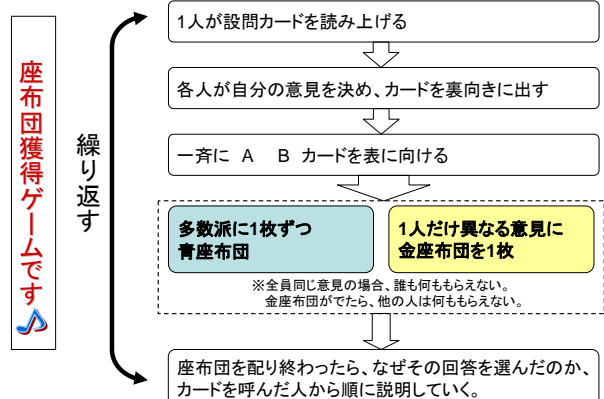 座布団獲得ゲームです
繰り返す
1人が設問カードを読み上げる
各人が自分の意見を決め、カードを裏向きに出す
一斉に A B カードを表に向ける
多数派に1枚ずつ
青座布団
1人だけ異なる意見に
金座布団を1枚
※全員同じ意見の場合、誰も何ももらえない。
金座布団がでたら、他の人は何ももらえない。
座布団を配り終わったら、なぜその回答を選んだのか、
カードを呼んだ人から順に説明していく。